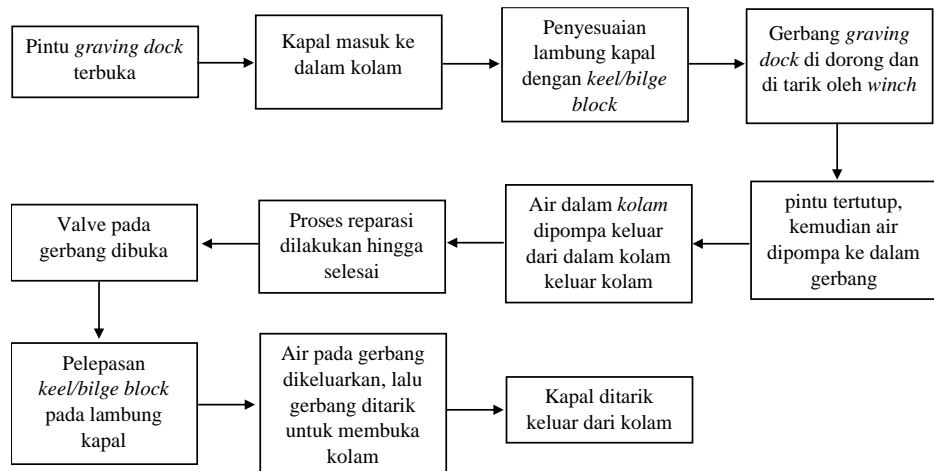 Pintu graving dock
terbuka
Kapal masuk ke
dalam kolam
Penyesuaian
lambung kapal
dengan keel/bilge
block
Gerbang graving
dock di dorong dan
di tarik oleh winch
pintu tertutup,
kemudian air
dipompa ke dalam
gerbang
Air dalam kolam
dipompa keluar
dari dalam kolam
keluar kolam
Proses reparasi
dilakukan hingga
selesai
Valve pada
gerbang dibuka
Pelepasan
keel/bilge block
pada lambung
kapal
Air pada gerbang
dikeluarkan, lalu
gerbang ditarik
untuk membuka
kolam
Kapal ditarik
keluar dari kolam